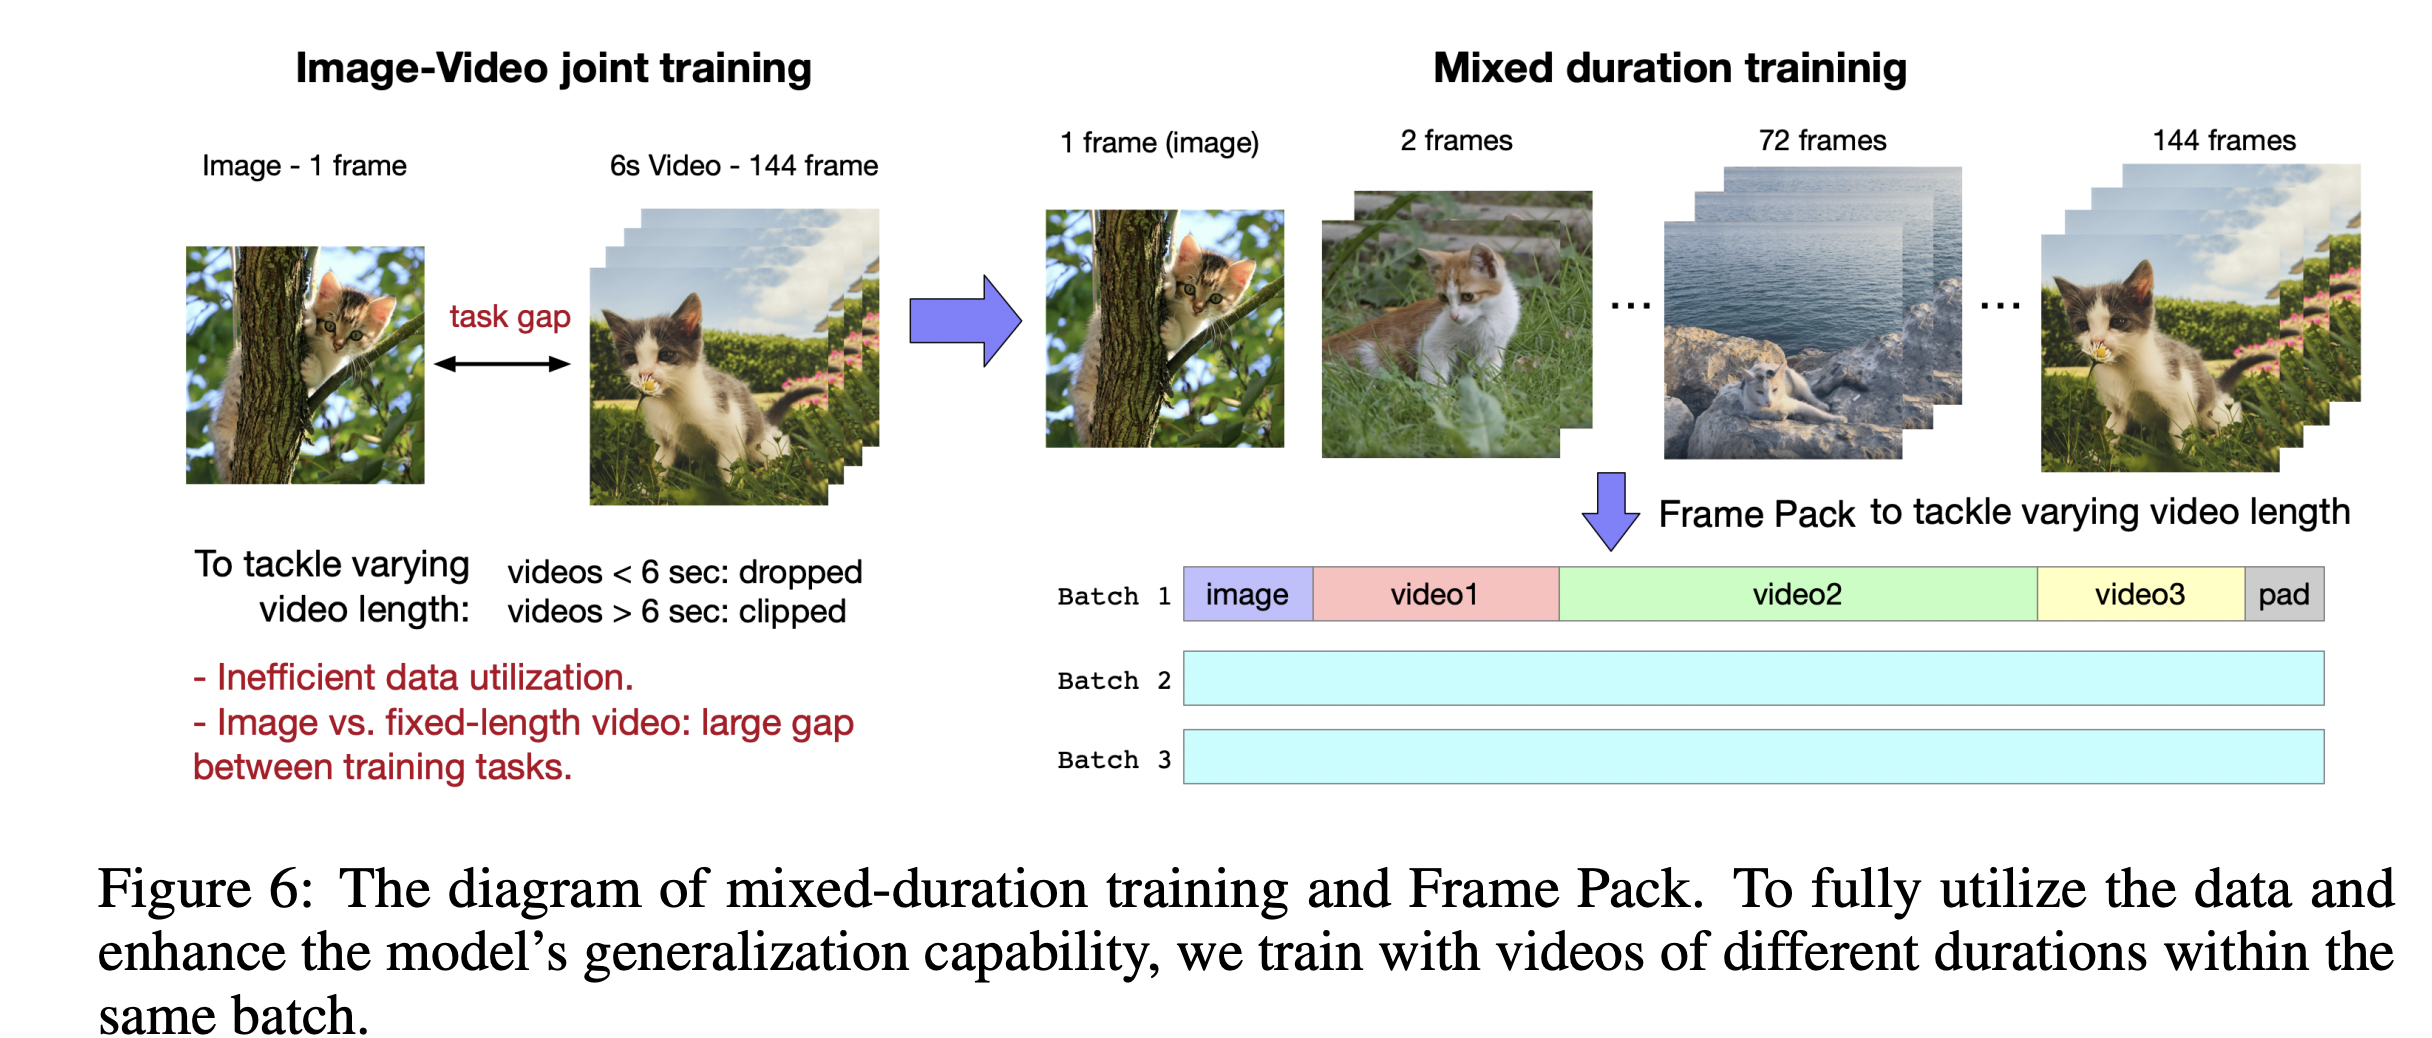 Image-Video joint training
Image - 1 frame
6s Video - 144 frame
task gap
To tackle varying
video length:
videos < 6 sec: dropped
videos > 6 sec: clipped
- Inefficient data utilization.
- Image vs. fixed-length video: large gap
between training tasks.
Mixed duration traininig
1 frame (image)
2 frames
...
72 frames
...
144 frames
Frame Pack to tackle varying video length
Batch 1 image video1 video2 video3 pad
Batch 2
Batch 3
Figure 6: The diagram of mixed-duration training and Frame Pack. To fully utilize the data and
enhance the model's generalization capability, we train with videos of different durations within the
same batch.